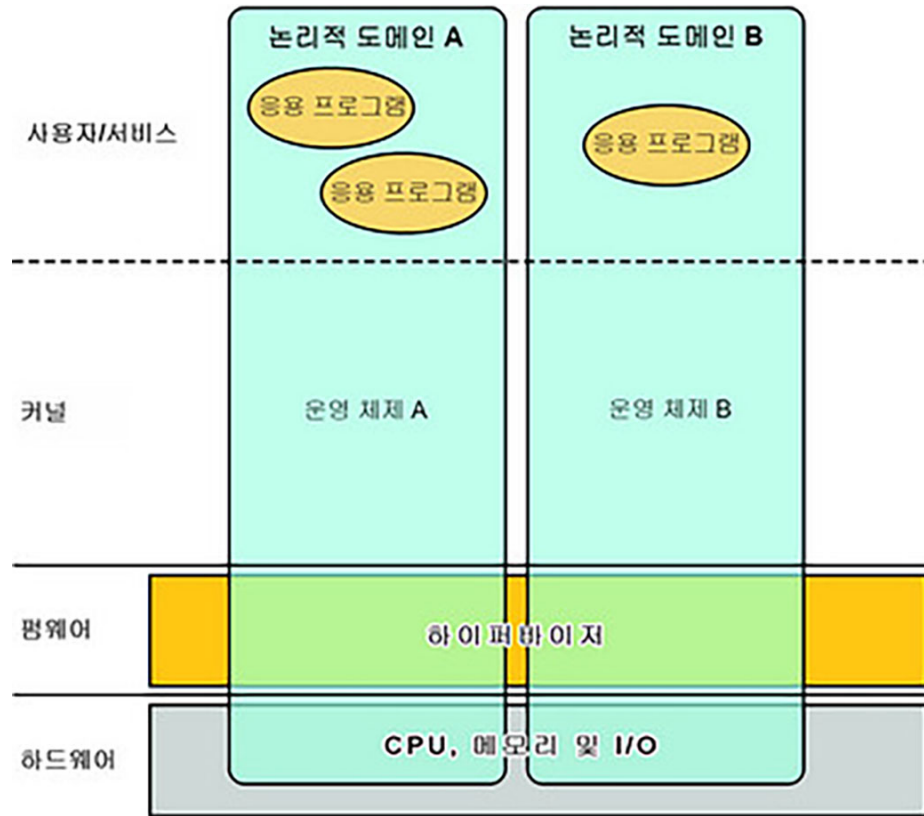 논리적 도메인 A
논리적 도메인 B
응용 프로그램
사용자/서비스
응용 프로그램
응용 프로그램
커널
운영 체제 A
운영 체제 B
펌웨어
하이퍼바이저
하드웨어
CPU, 메모리 및 I/O